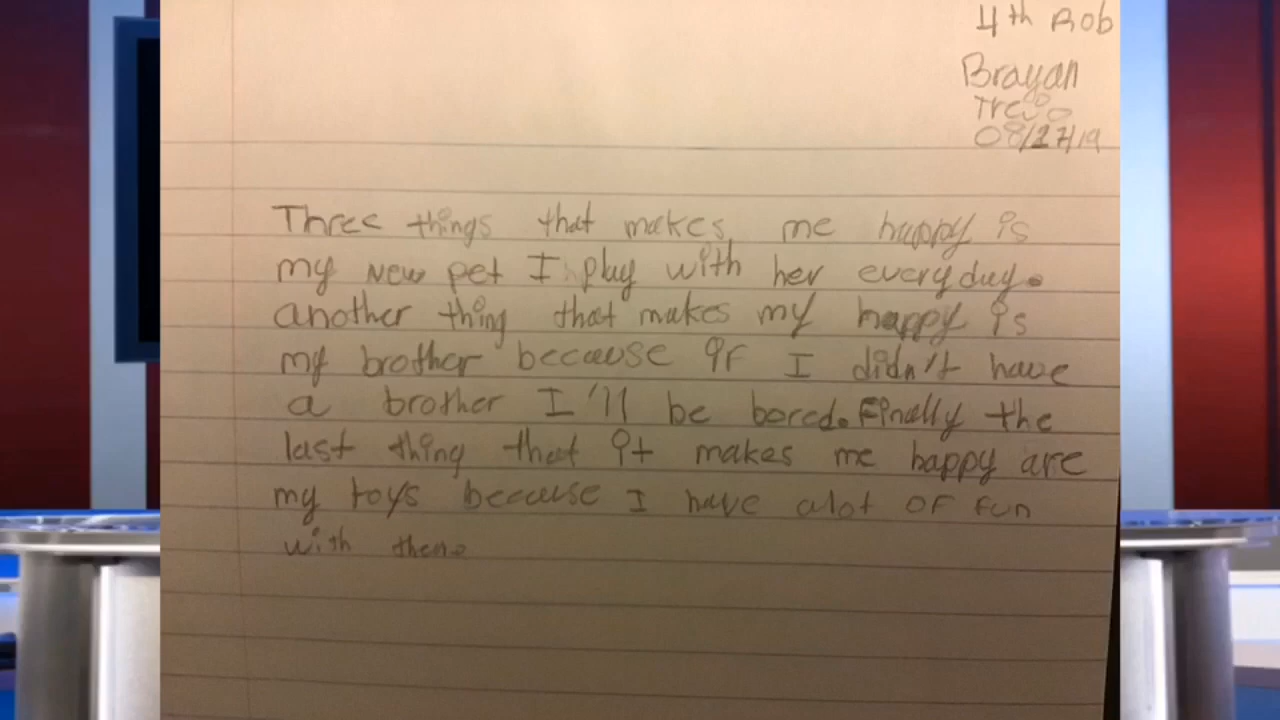 4th Rob
Brayan
Trejo
08/27/19
Three things that makes me happy is
my new pet I play with her everyday.
another thing that makes my happy is
my brother because if I didn't have
a brother I'll be bored. Finally the
last thing that it makes me happy are
my toys because I have alot of fun
with them.